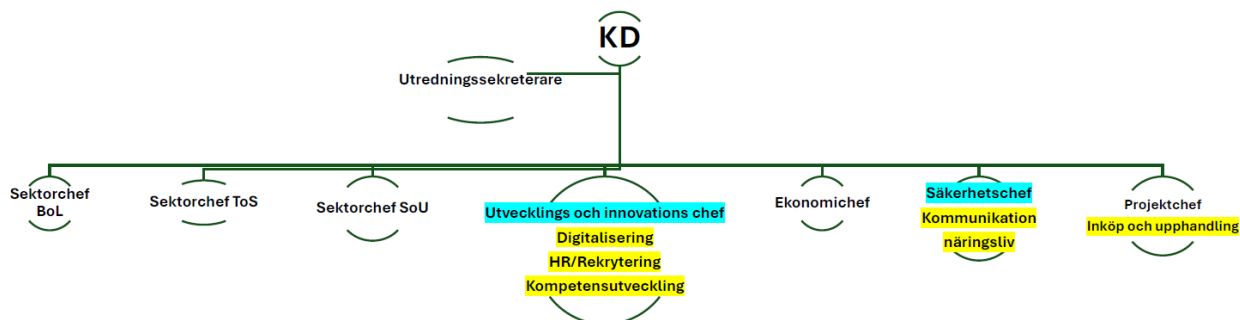 KD
Utredningssekreterare
Sektorchef
BoL
Sektorchef ToS
Sektorchef SoU
Utvecklings och innovations chef
Digitalisering
HR/Rekrytering
Kompetensutveckling
Ekonomichef
Säkerhetschef
Kommunikation
näringsliv
Projektchef
Inköp och upphandling